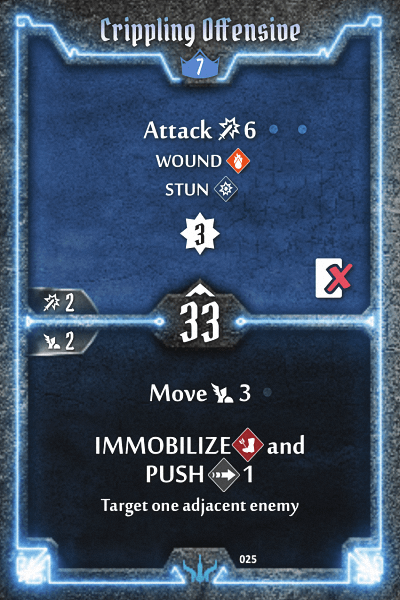 Crippling Offensive
7
Attack 6
WOUND
STUN
3
2
33
2
Move 3
IMMOBILIZE and
PUSH 1
Target one adjacent enemy
025